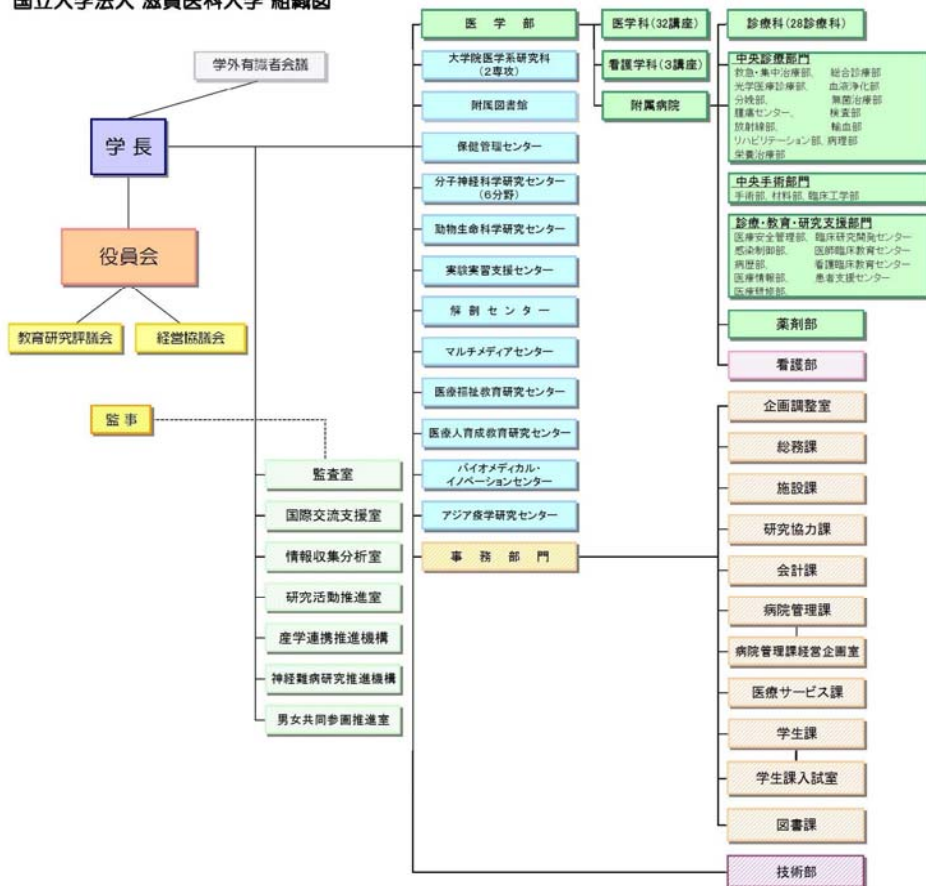 国立大学法人 滋賀医科大学 組織図
学外有識者会議
学長
役員会
教育研究評議会
経営協議会
監事
監査室
国際交流支援室
情報収集分析室
研究活動推進室
産学連携推進機構
神経難病研究推進機構
男女共同参画推進室
医学部
大学院医学系研究科
(2専攻)
附属図書館
保健管理センター
分子神経科学研究センター
(6分野)
動物生命科学研究センター
実験実習支援センター
解剖センター
マルチメディアセンター
医療福祉教育研究センター
医療人育成教育研究センター
バイオメディカル・
イノベーションセンター
アジア疫学研究センター
事務部門
医学科(32講座)
看護学科(3講座)
附属病院
診療科(28診療科)
中央診療部門
救急・集中治療部、 総合診療部
光学医療診療部、 血液浄化部
分娩部、 無菌治療部
腫瘍センター、 検査部
放射線部、 輸血部
リハビリテーション部、病理部
栄養治療部
中央手術部門
手術部、材料部、臨床工学部
診療・教育・研究支援部門
医療安全管理部、臨床研究開発センター
感染制御部、 医師臨床教育センター
病歴部、 看護臨床教育センター
医療情報部、 患者支援センター
医療研修部、
薬剤部
看護部
企画調整室
総務課
施設課
研究協力課
会計課
病院管理課
病院管理課経営企画室
医療サービス課
学生課
学生課入試室
図書課
技術部